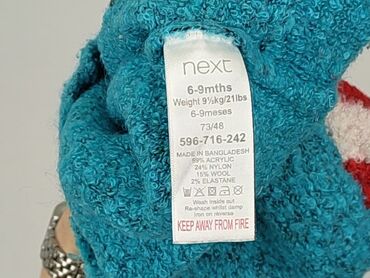 next
6-9mths
Weight 9½kg/21lbs
6-9meses
73/48
596-716-242
MADE IN BANGLADESH
59% ACRYLIC
24% NYLON
15% WOOL
2% ELASTANE
Wash inside out
Re-shape whilst damp
Iron on reverse
KEEP AWAY FROM FIRE